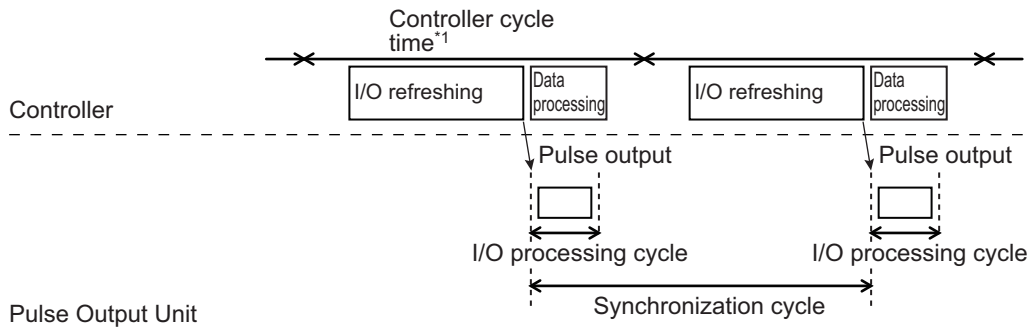 Controller cycle
time*1
I/O refreshing
Data
processing
I/O refreshing
Data
processing
Controller
Pulse output
Pulse output
I/O processing cycle
I/O processing cycle
Synchronization cycle
Pulse Output Unit